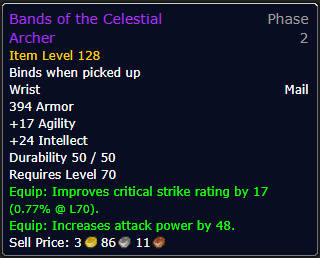 Bands of the Celestial Phase
Archer 2
Item Level 128
Binds when picked up
Wrist Mail
394 Armor
+17 Agility
+24 Intellect
Durability 50 / 50
Requires Level 70
Equip: Improves critical strike rating by 17
(0.77% @ L70).
Equip: Increases attack power by 48.
Sell Price: 3 86 11